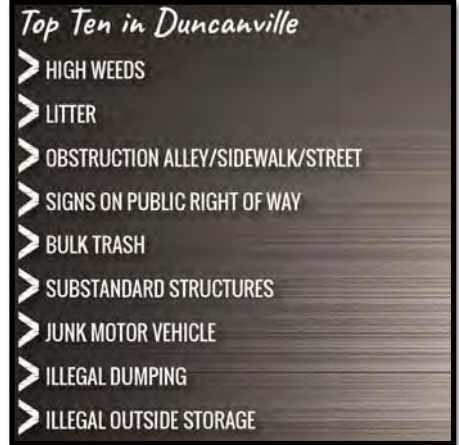 Top Ten in Duncanville
HIGH WEEDS
LITTER
OBSTRUCTION ALLEY/SIDEWALK/STREET
SIGNS ON PUBLIC RIGHT OF WAY
BULK TRASH
SUBSTANDARD STRUCTURES
JUNK MOTOR VEHICLE
ILLEGAL DUMPING
ILLEGAL OUTSIDE STORAGE